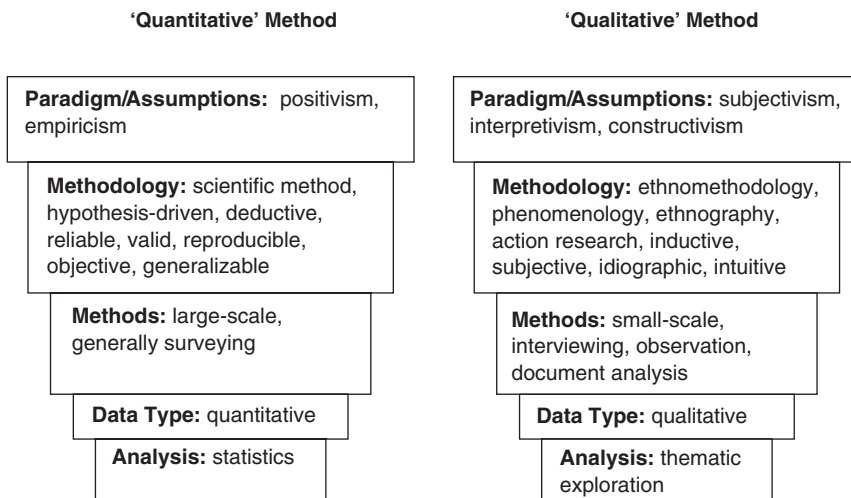 ‘Quantitative’ Method
Paradigm/Assumptions: positivism,
empiricism
Methodology: scientific method,
hypothesis-driven, deductive,
reliable, valid, reproducible,
objective, generalizable
Methods: large-scale,
generally surveying
Data Type: quantitative
Analysis: statistics
‘Qualitative’ Method
Paradigm/Assumptions: subjectivism,
interpretivism, constructivism
Methodology: ethnomethodology,
phenomenology, ethnography,
action research, inductive,
subjective, idiographic, intuitive
Methods: small-scale,
interviewing, observation,
document analysis
Data Type: qualitative
Analysis: thematic
exploration